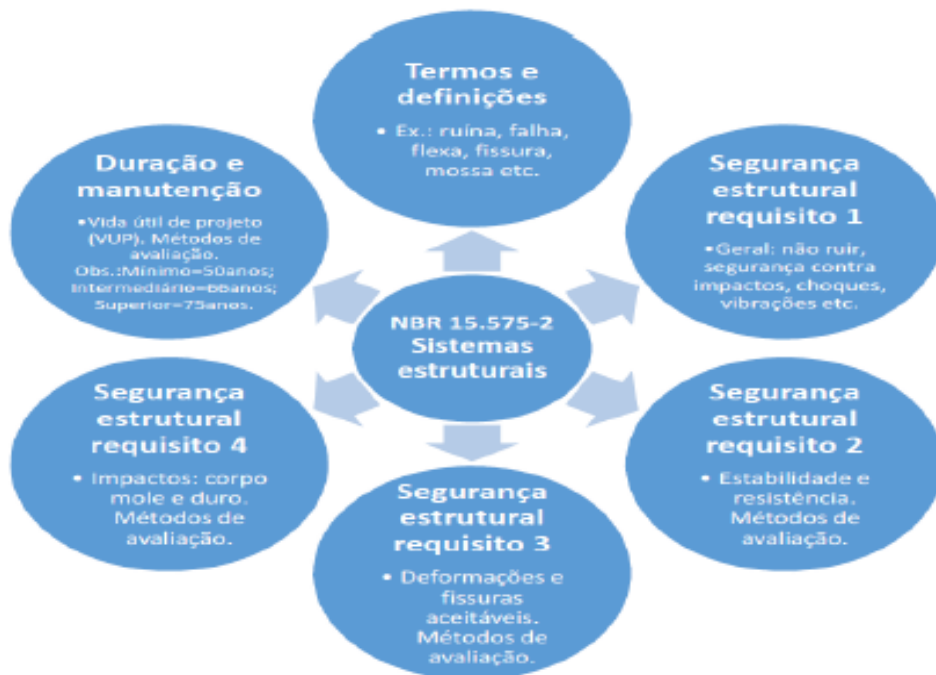 Termos e
definições
• Ex.: ruína, falha,
flexa, fissura,
mossa etc.
Segurança
estrutural
requisito 1
•Geral: não ruir,
segurança contra
impactos, choques,
vibrações etc.
Segurança
estrutural
requisito 2
• Estabilidade e
resistência.
Métodos de
avaliação.
Segurança
estrutural
requisito 3
• Deformações e
fissuras
aceitáveis.
Métodos de
avaliação.
Segurança
estrutural
requisito 4
• Impactos: corpo
mole e duro.
Métodos de
avaliação.
Duração e
manutenção
•Vida útil de projeto
(VUP). Métodos de
avaliação.
Obs.:Mínimo=50anos;
Intermediário=66anos;
Superior=75anos.
NBR 15.575-2
Sistemas
estruturais